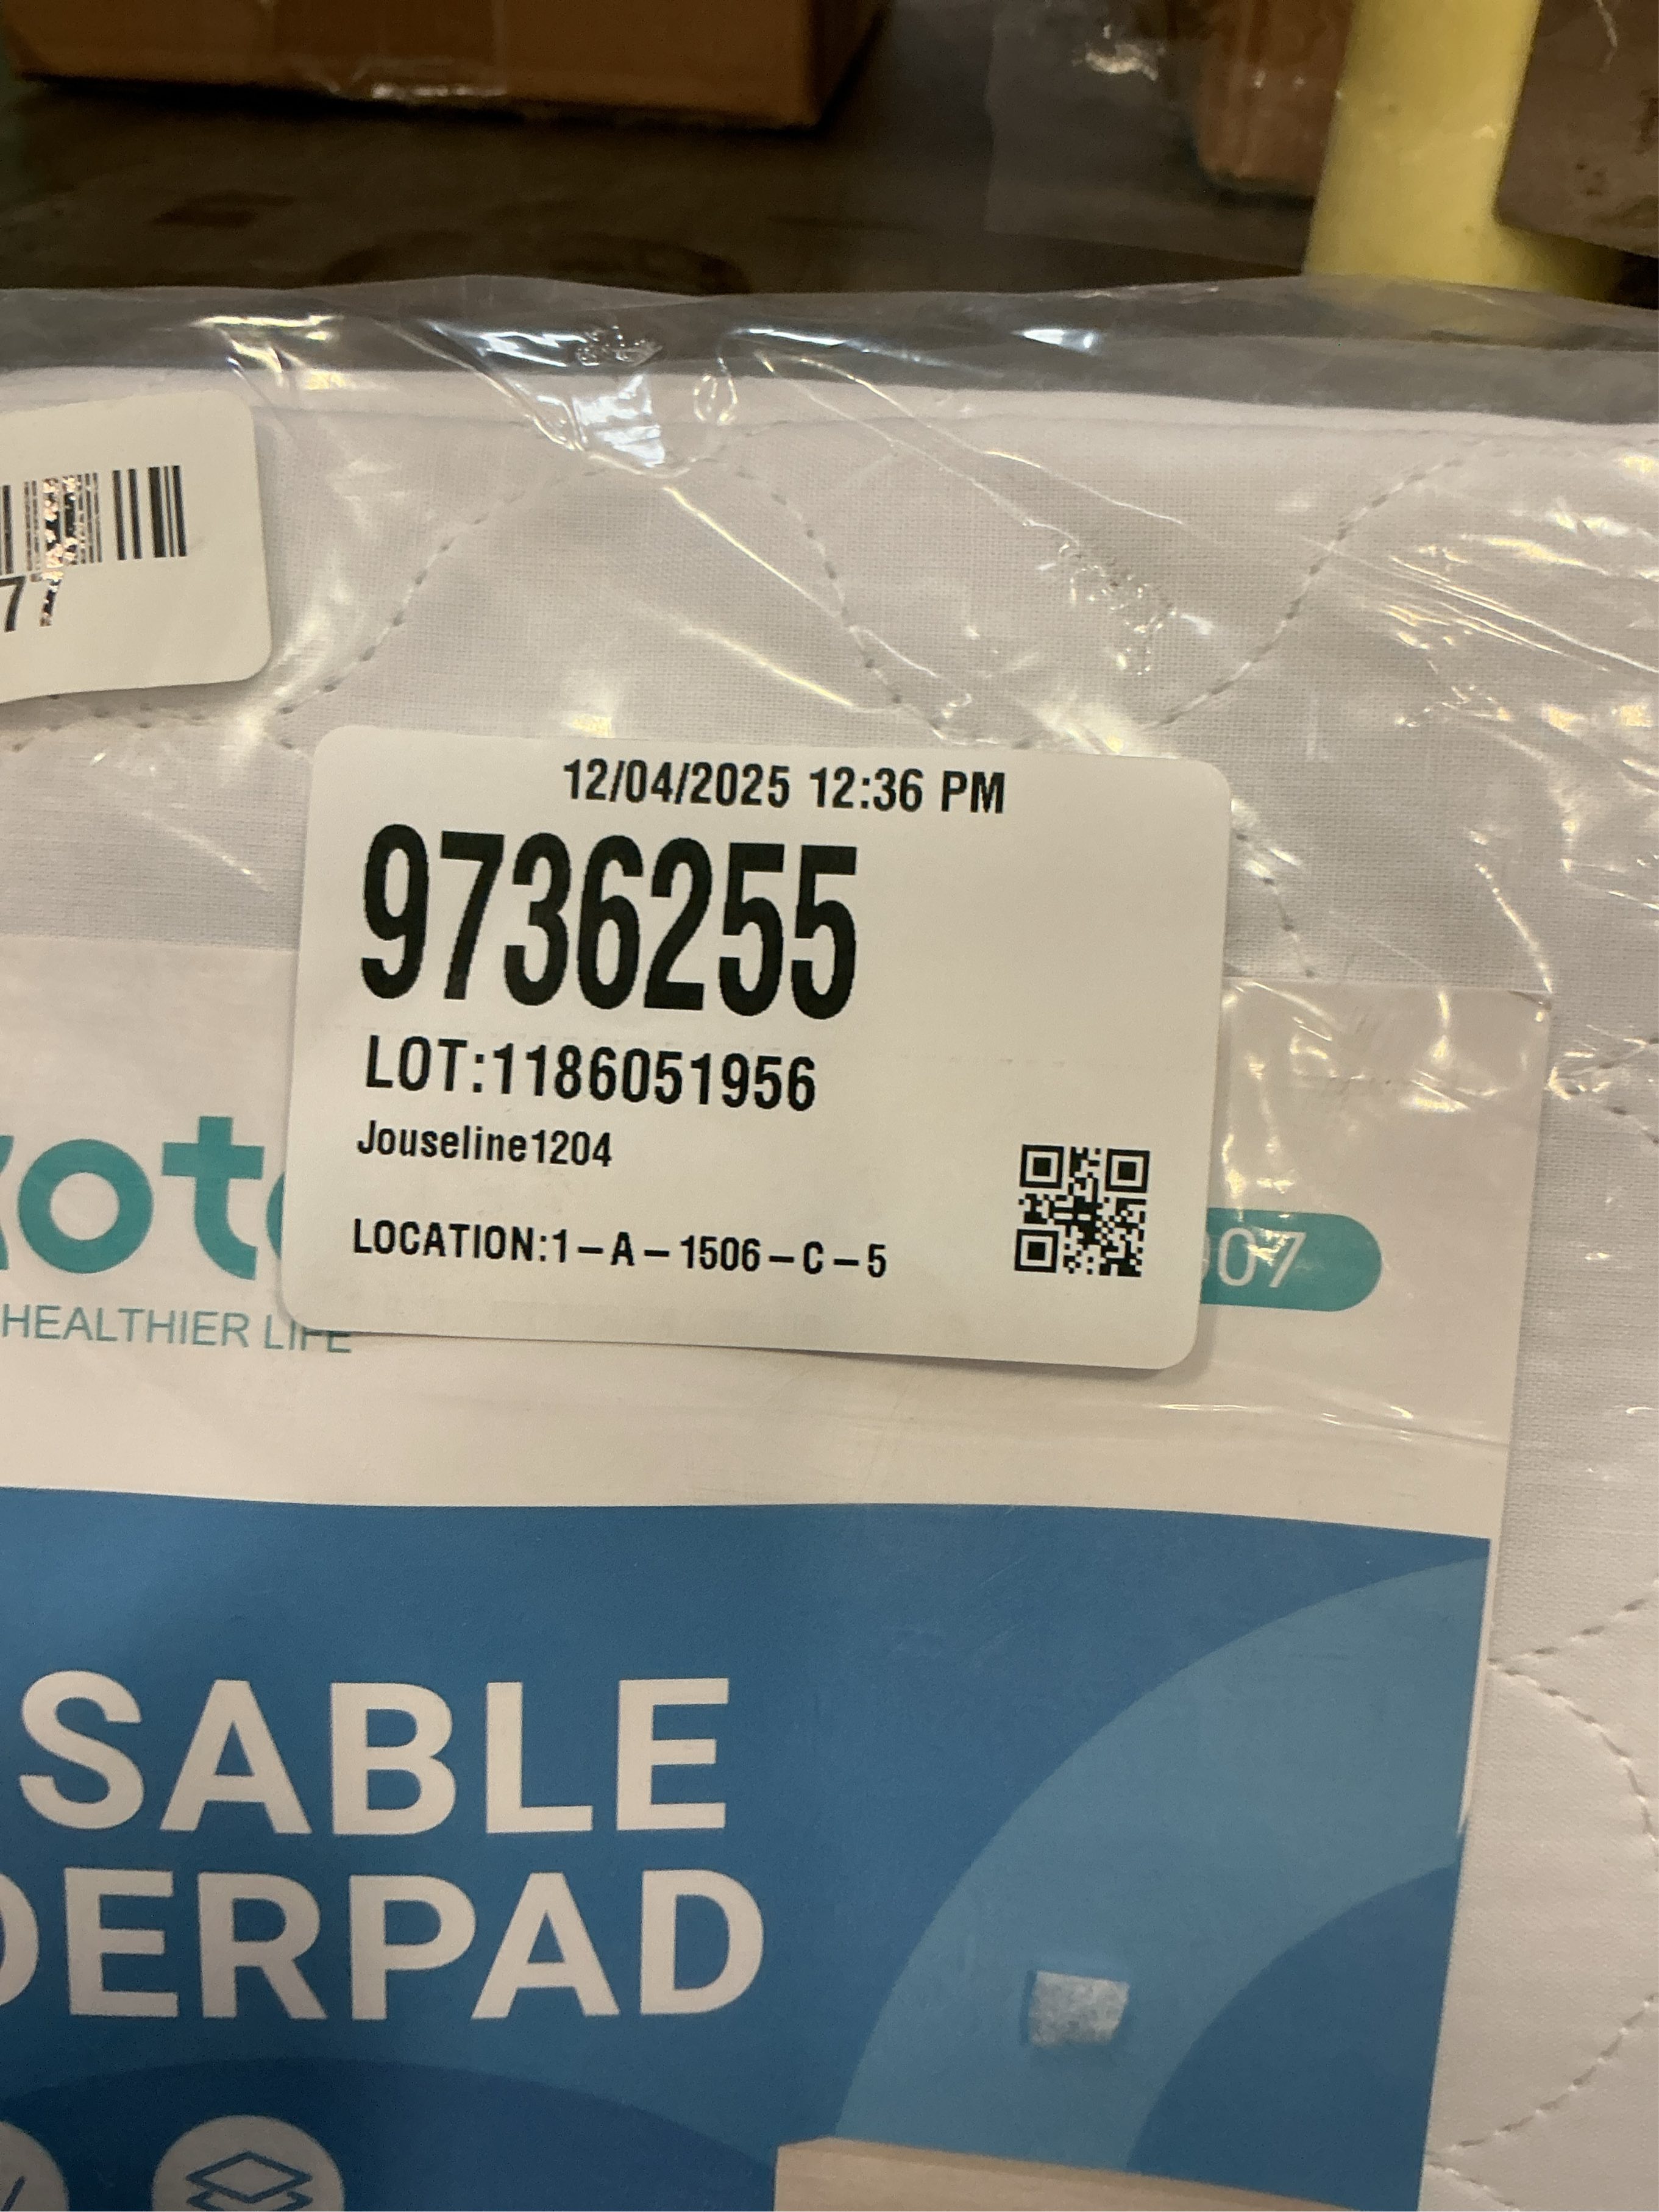 77
12/04/2025 12:36 PM
9736255
LOT:1186051956
Jouseline1204
LOCATION:1-A-1506-C-5
07
HEALTHIER LIFE
SABLE
DERPAD